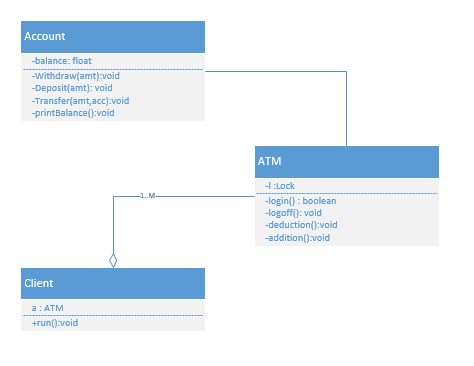 Account
-balance: float
-Withdraw(amt):void
-Deposit(amt): void
-Transfer(amt,acc):void
-printBalance():void
ATM
-l :Lock
-login() : boolean
-logoff(): void
-deduction():void
-addition():void
1..M
Client
a : ATM
+run():void